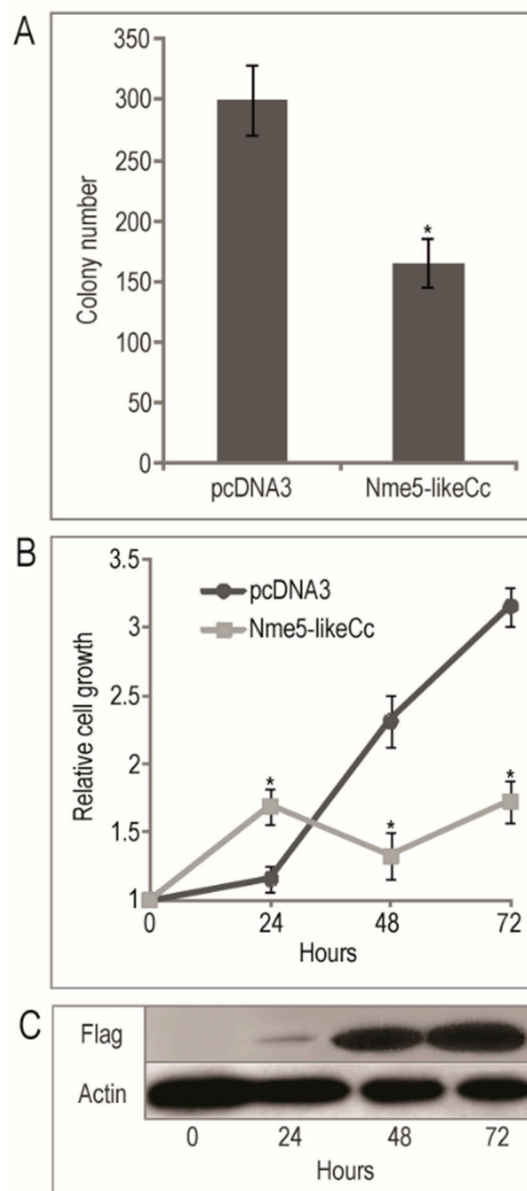 A
350
300
250
200
150
100
50
0
Colony number
*
pcDNA3 Nme5-likeCc
B
3.5
3
2.5
2
1.5
1
Relative cell growth
pcDNA3
Nme5-likeCc
* * *
0 24 48 72
Hours
C
Flag
Actin
0 24 48 72
Hours